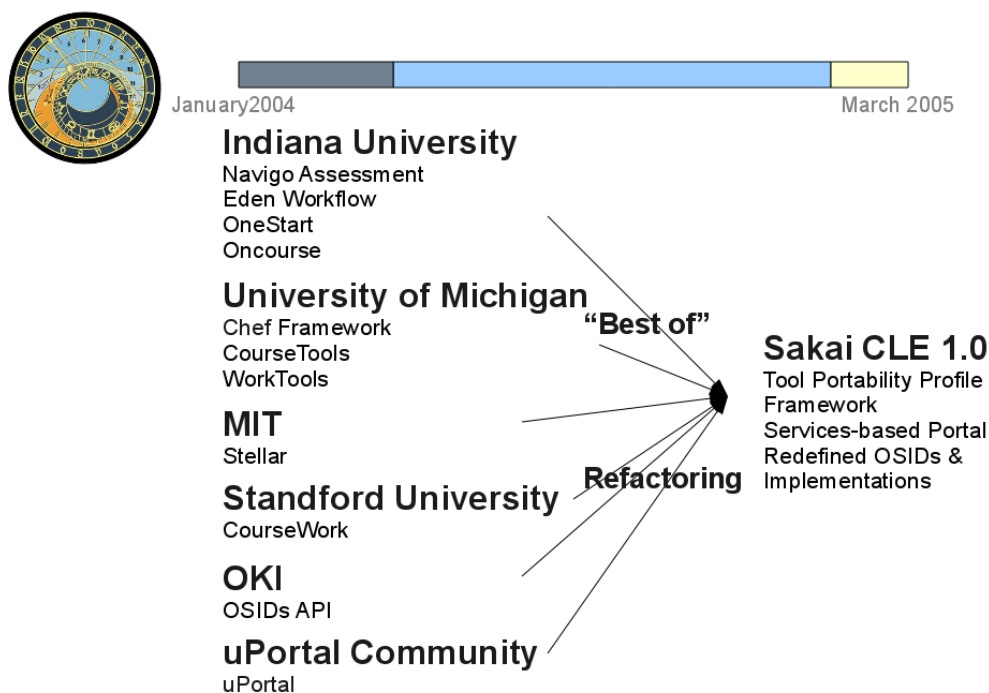 January2004
March 2005
Indiana University
Navigo Assessment
Eden Workflow
OneStart
Oncourse
University of Michigan
Chef Framework
CourseTools
WorkTools
MIT
Stellar
Standford University
CourseWork
OKI
OSIDs API
uPortal Community
uPortal
“Best of”
Refactoring
Sakai CLE 1.0
Tool Portability Profile
Framework
Services-based Portal
Redefined OSIDs &
Implementations